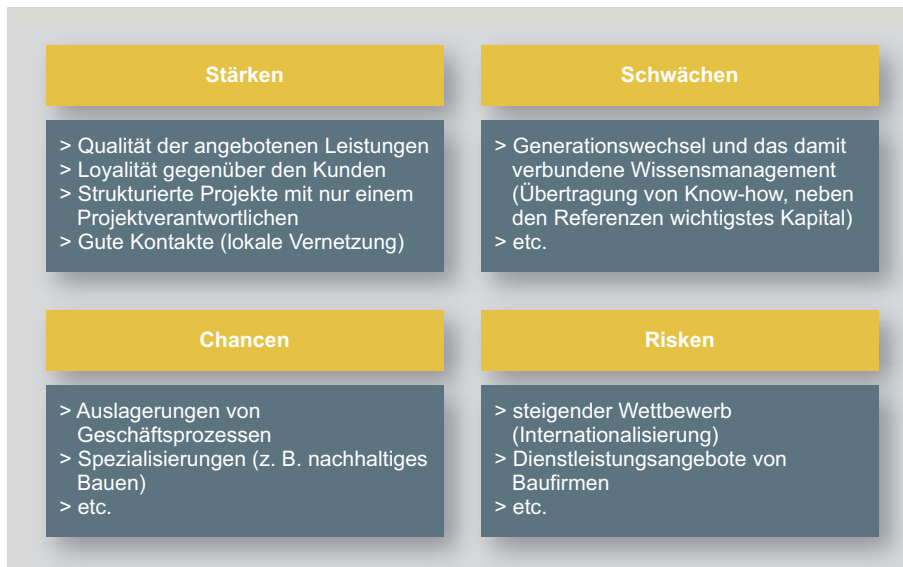 Stärken
> Qualität der angebotenen Leistungen
> Loyalität gegenüber den Kunden
> Strukturierte Projekte mit nur einem
Projektverantwortlichen
> Gute Kontakte (lokale Vernetzung)
Schwächen
> Generationswechsel und das damit
verbundene Wissensmanagement
(Übertragung von Know-how, neben
den Referenzen wichtigstes Kapital)
> etc.
Chancen
> Auslagerungen von
Geschäftsprozessen
> Spezialisierungen (z. B. nachhaltiges
Bauen)
> etc.
Risken
> steigender Wettbewerb
(Internationalisierung)
> Dienstleistungsangebote von
Baufirmen
> etc.